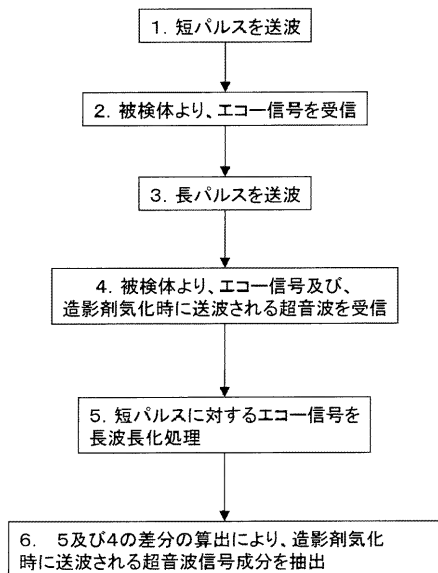 1. 短パルスを送波
2. 被検体より、エコー信号を受信
3. 長パルスを送波
4. 被検体より、エコー信号及び、
造影剤気化時に送波される超音波を受信
5. 短パルスに対するエコー信号を
長波長化処理
6. 5及び4の差分の算出により、造影剤気化
時に送波される超音波信号成分を抽出